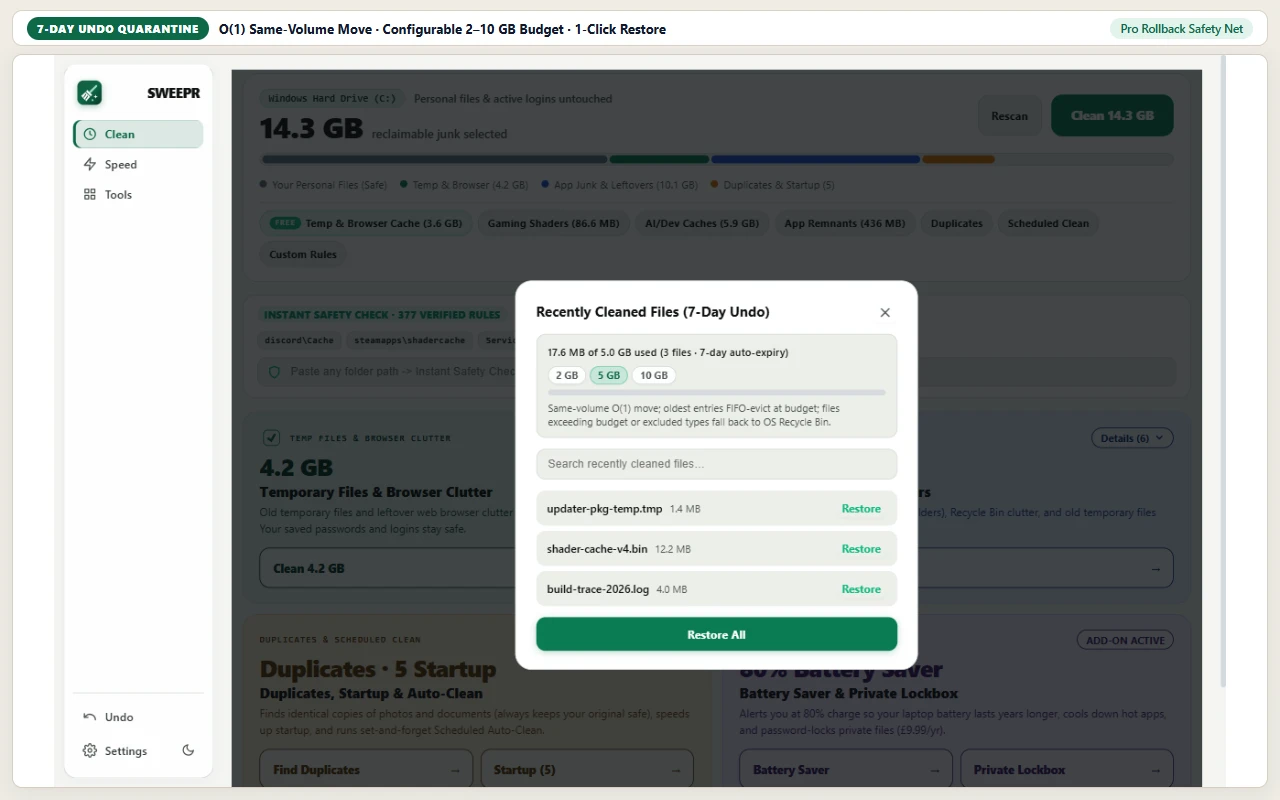 7-DAY UNDO QUARANTINE O(1) Same-Volume Move · Configurable 2–10 GB Budget · 1-Click Restore Pro Rollback Safety Net
SWEEPR
Clean
Speed
Tools
Undo
Settings
Windows Hard Drive (C:) Personal files & active logins untouched
14.3 GB reclaimable junk selected
Rescan
Clean 14.3 GB
Your Personal Files (Safe) Temp & Browser (4.2 GB) App Junk & Leftovers (10.1 GB) Duplicates & Startup (5)
FREE Temp & Browser Cache (3.6 GB) Gaming Shaders (86.6 MB) AI/Dev Caches (5.9 GB) App Remnants (436 MB) Duplicates Scheduled Clean
Custom Rules
INSTANT SAFETY CHECK · 377 VERIFIED RULES
discord\Cache steamapps\shadercache
Paste any folder path -> Instant Safety
TEMP FILES & BROWSER CLUTTER
4.2 GB
Temporary Files & Browser Clutter
Old temporary files and leftover web browser clutter
Your saved passwords and logins stay safe.
Clean 4.2 GB →
Details (6)
Recycle Bin clutter, and old temporary files
→
Recently Cleaned Files (7-Day Undo) ×
17.6 MB of 5.0 GB used (3 files · 7-day auto-expiry)
2 GB 5 GB 10 GB
Same-volume O(1) move; oldest entries FIFO-evict at budget; files
exceeding budget or excluded types fall back to OS Recycle Bin.
Search recently cleaned files...
updater-pkg-temp.tmp 1.4 MB Restore
shader-cache-v4.bin 12.2 MB Restore
build-trace-2026.log 4.0 MB Restore
Restore All
DUPLICATES & SCHEDULED CLEAN
Duplicates · 5 Startup
Duplicates, Startup & Auto-Clean
Finds identical copies of photos and documents (always keeps your original safe), speeds
up startup, and runs set-and-forget Scheduled Auto-Clean.
Find Duplicates →
Startup (5) →
ADD-ON ACTIVE
80% Battery Saver
Battery Saver & Private Lockbox
Alerts you at 80% charge so your laptop battery lasts years longer, cools down hot apps,
and password-locks private files (£9.99/yr).
Battery Saver →
Private Lockbox →